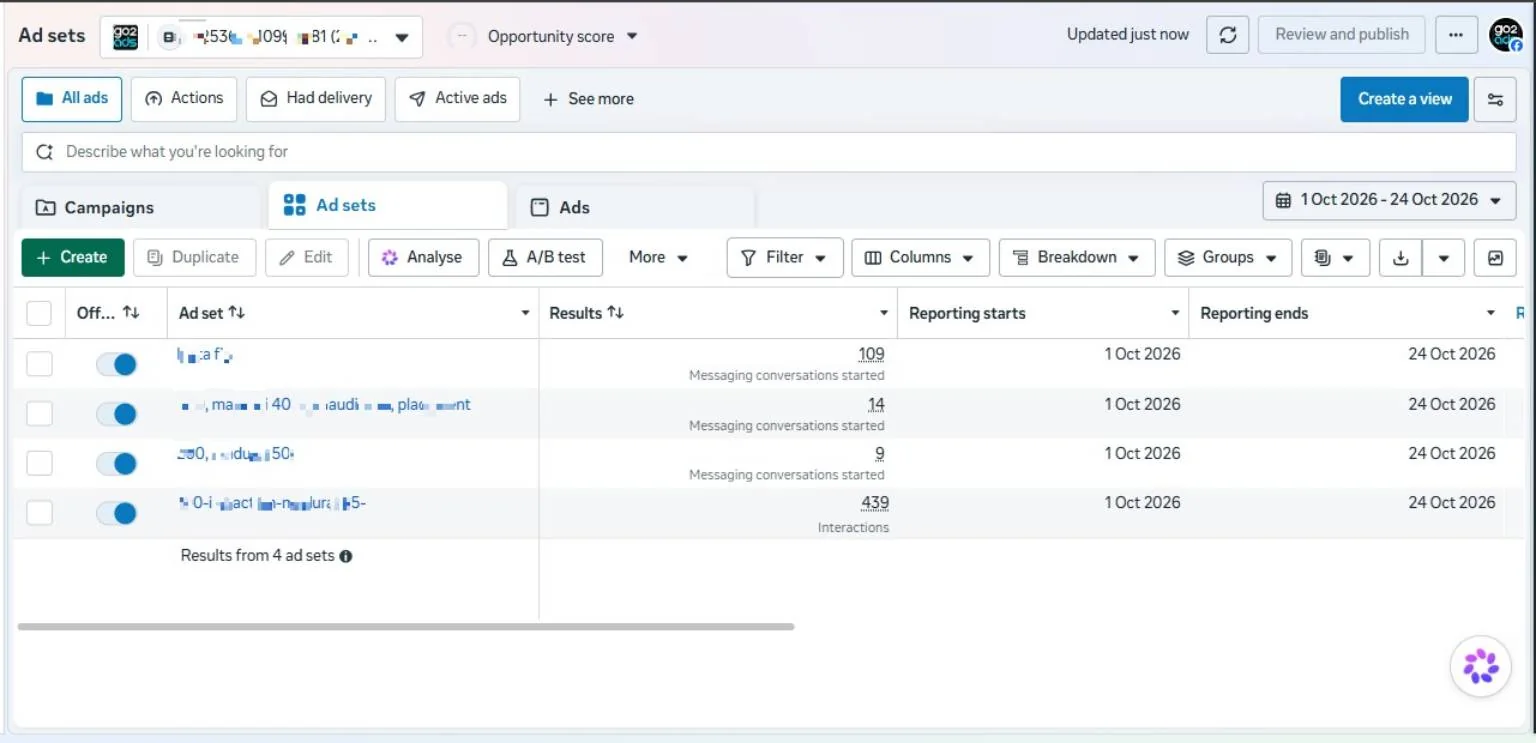 Ad sets
go2 ads
Opportunity score
Updated just now
Review and publish
All ads
Actions
Had delivery
Active ads
See more
Create a view
Describe what you're looking for
Campaigns
Ad sets
Ads
1 Oct 2026 - 24 Oct 2026
Create
Duplicate
Edit
Analyse
A/B test
More
Filter
Columns
Breakdown
Groups
Off...
Ad set
Results
Reporting starts
Reporting ends
109
Messaging conversations started
1 Oct 2026
24 Oct 2026
40
14
Messaging conversations started
1 Oct 2026
24 Oct 2026
9
Messaging conversations started
1 Oct 2026
24 Oct 2026
439
Interactions
1 Oct 2026
24 Oct 2026
Results from 4 ad sets